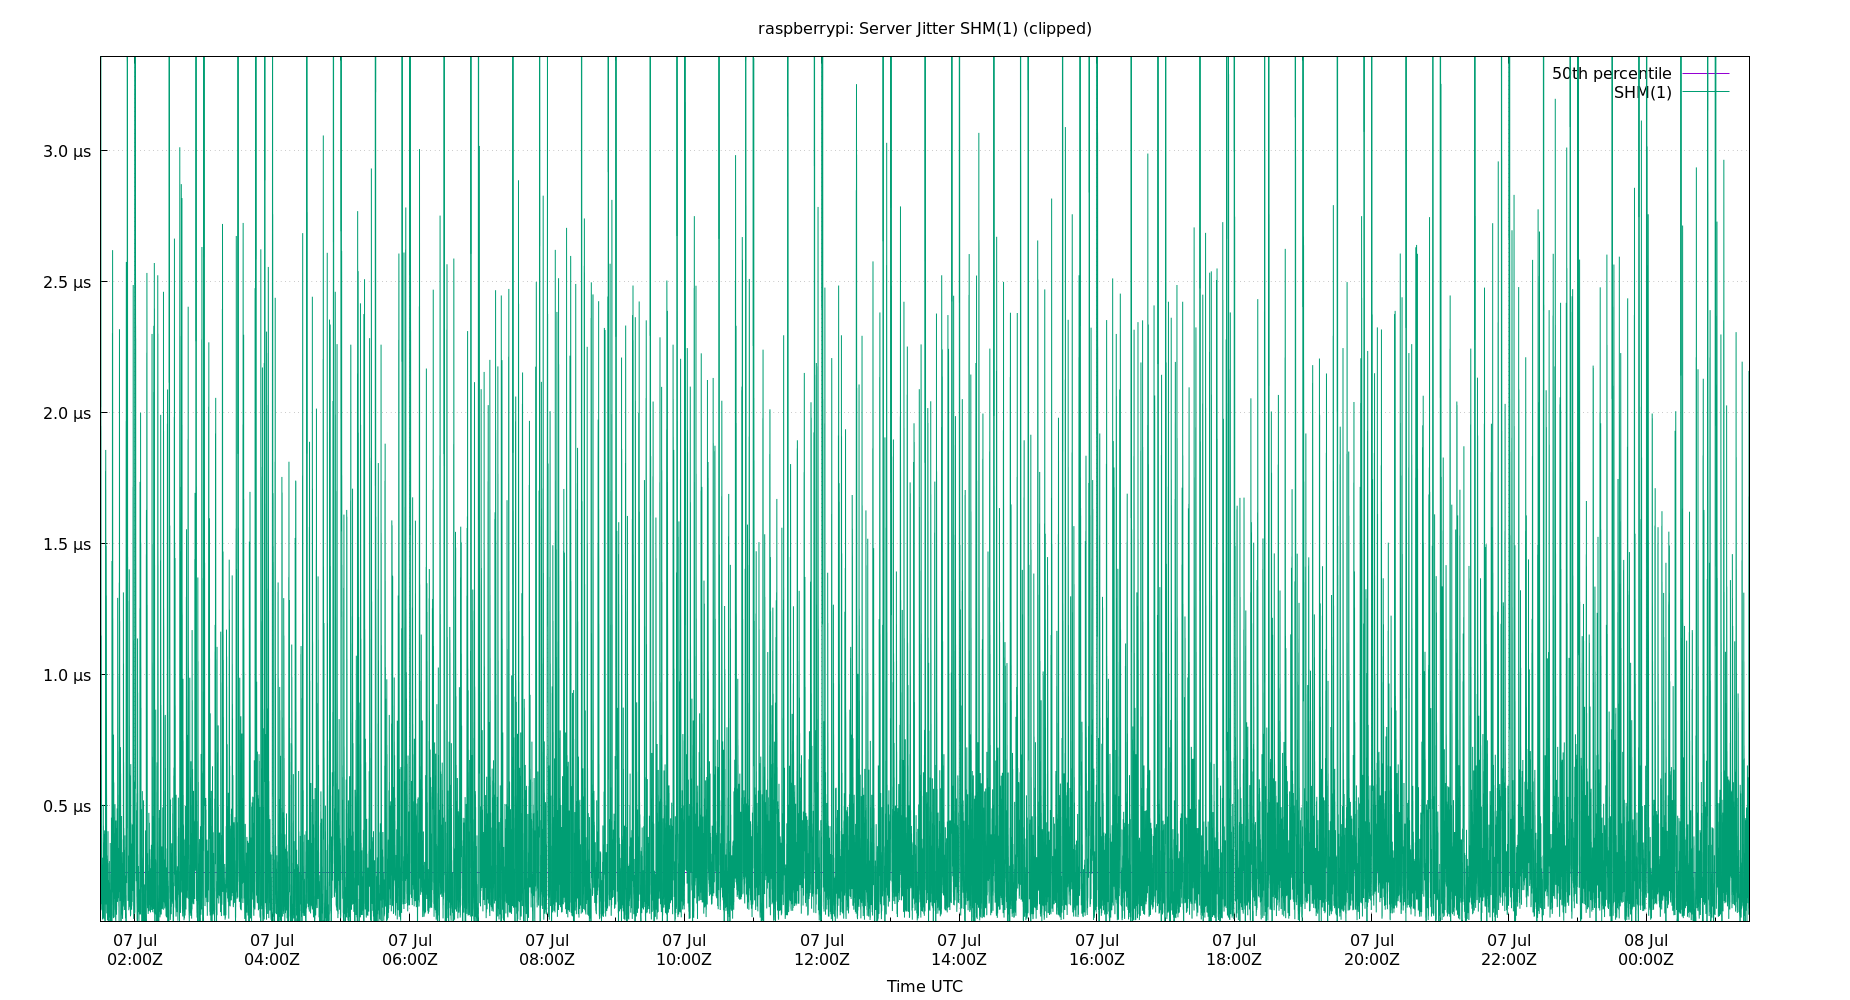 raspberrypi: Server Jitter SHM(1) (clipped)
50th percentile
SHM(1)
3.0 µs
2.5 µs
2.0 µs
1.5 µs
1.0 µs
0.5 µs
07 Jul 07 Jul 07 Jul 07 Jul 07 Jul 07 Jul 07 Jul 07 Jul 07 Jul 07 Jul 07 Jul 08 Jul
02:00Z 04:00Z 06:00Z 08:00Z 10:00Z 12:00Z 14:00Z 16:00Z 18:00Z 20:00Z 22:00Z 00:00Z
Time UTC